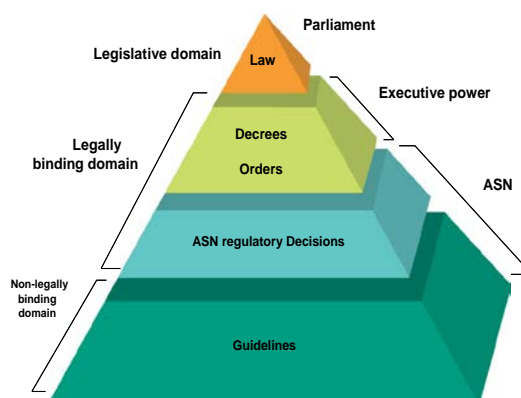 Parliament
Legislative domain
Law
Executive power
Decrees
Legally
binding domain
Orders
ASN
ASN regulatory Decisions
Non-legally
binding
domain
Guidelines